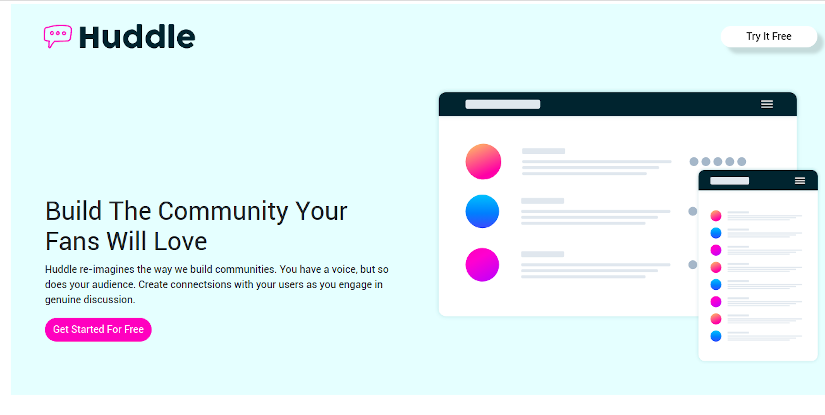 Huddle
Try It Free
Build The Community Your
Fans Will Love
Huddle re-imagines the way we build communities. You have a voice, but so
does your audience. Create connectsions with your users as you engage in
genuine discussion.
Get Started For Free